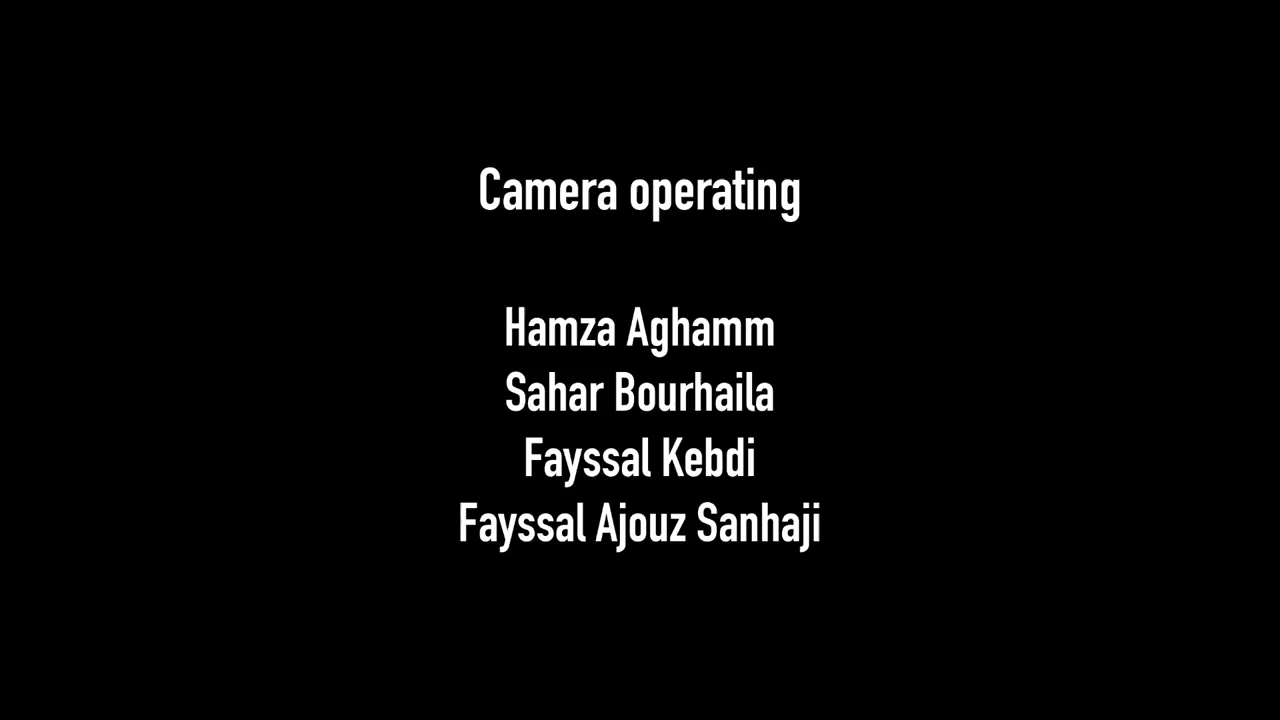 Camera operating
Hamza Aghamm
Sahar Bourhaila
Fayssal Kebdi
Fayssal Ajouz Sanhaji